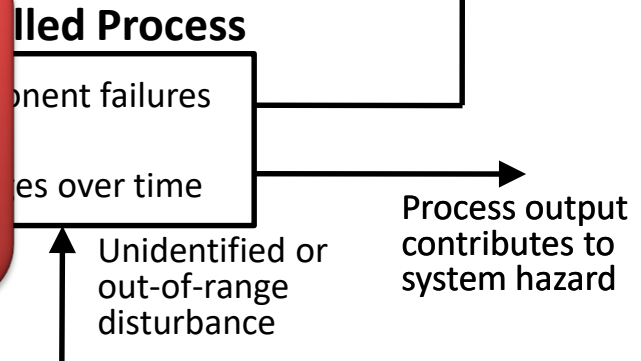 lled Process
onent failures
es over time
Process output
contributes to
system hazard
Unidentified or
out-of-range
disturbance